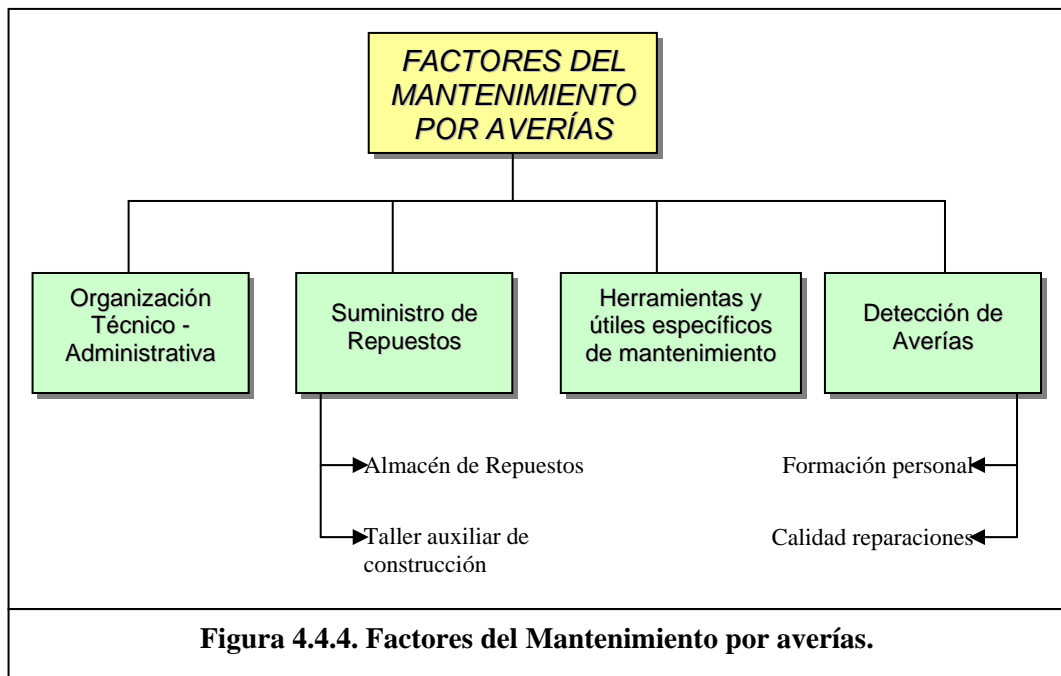 FACTORES DEL
MANTENIMIENTO
POR AVERÍAS
Organización
Técnico -
Administrativa
Suministro de
Repuestos
Herramientas y
útiles específicos
de mantenimiento
Detección de
Averías
Almacén de Repuestos
Taller auxiliar de
construcción
Formación personal
Calidad reparaciones
Figura 4.4.4. Factores del Mantenimiento por averías.